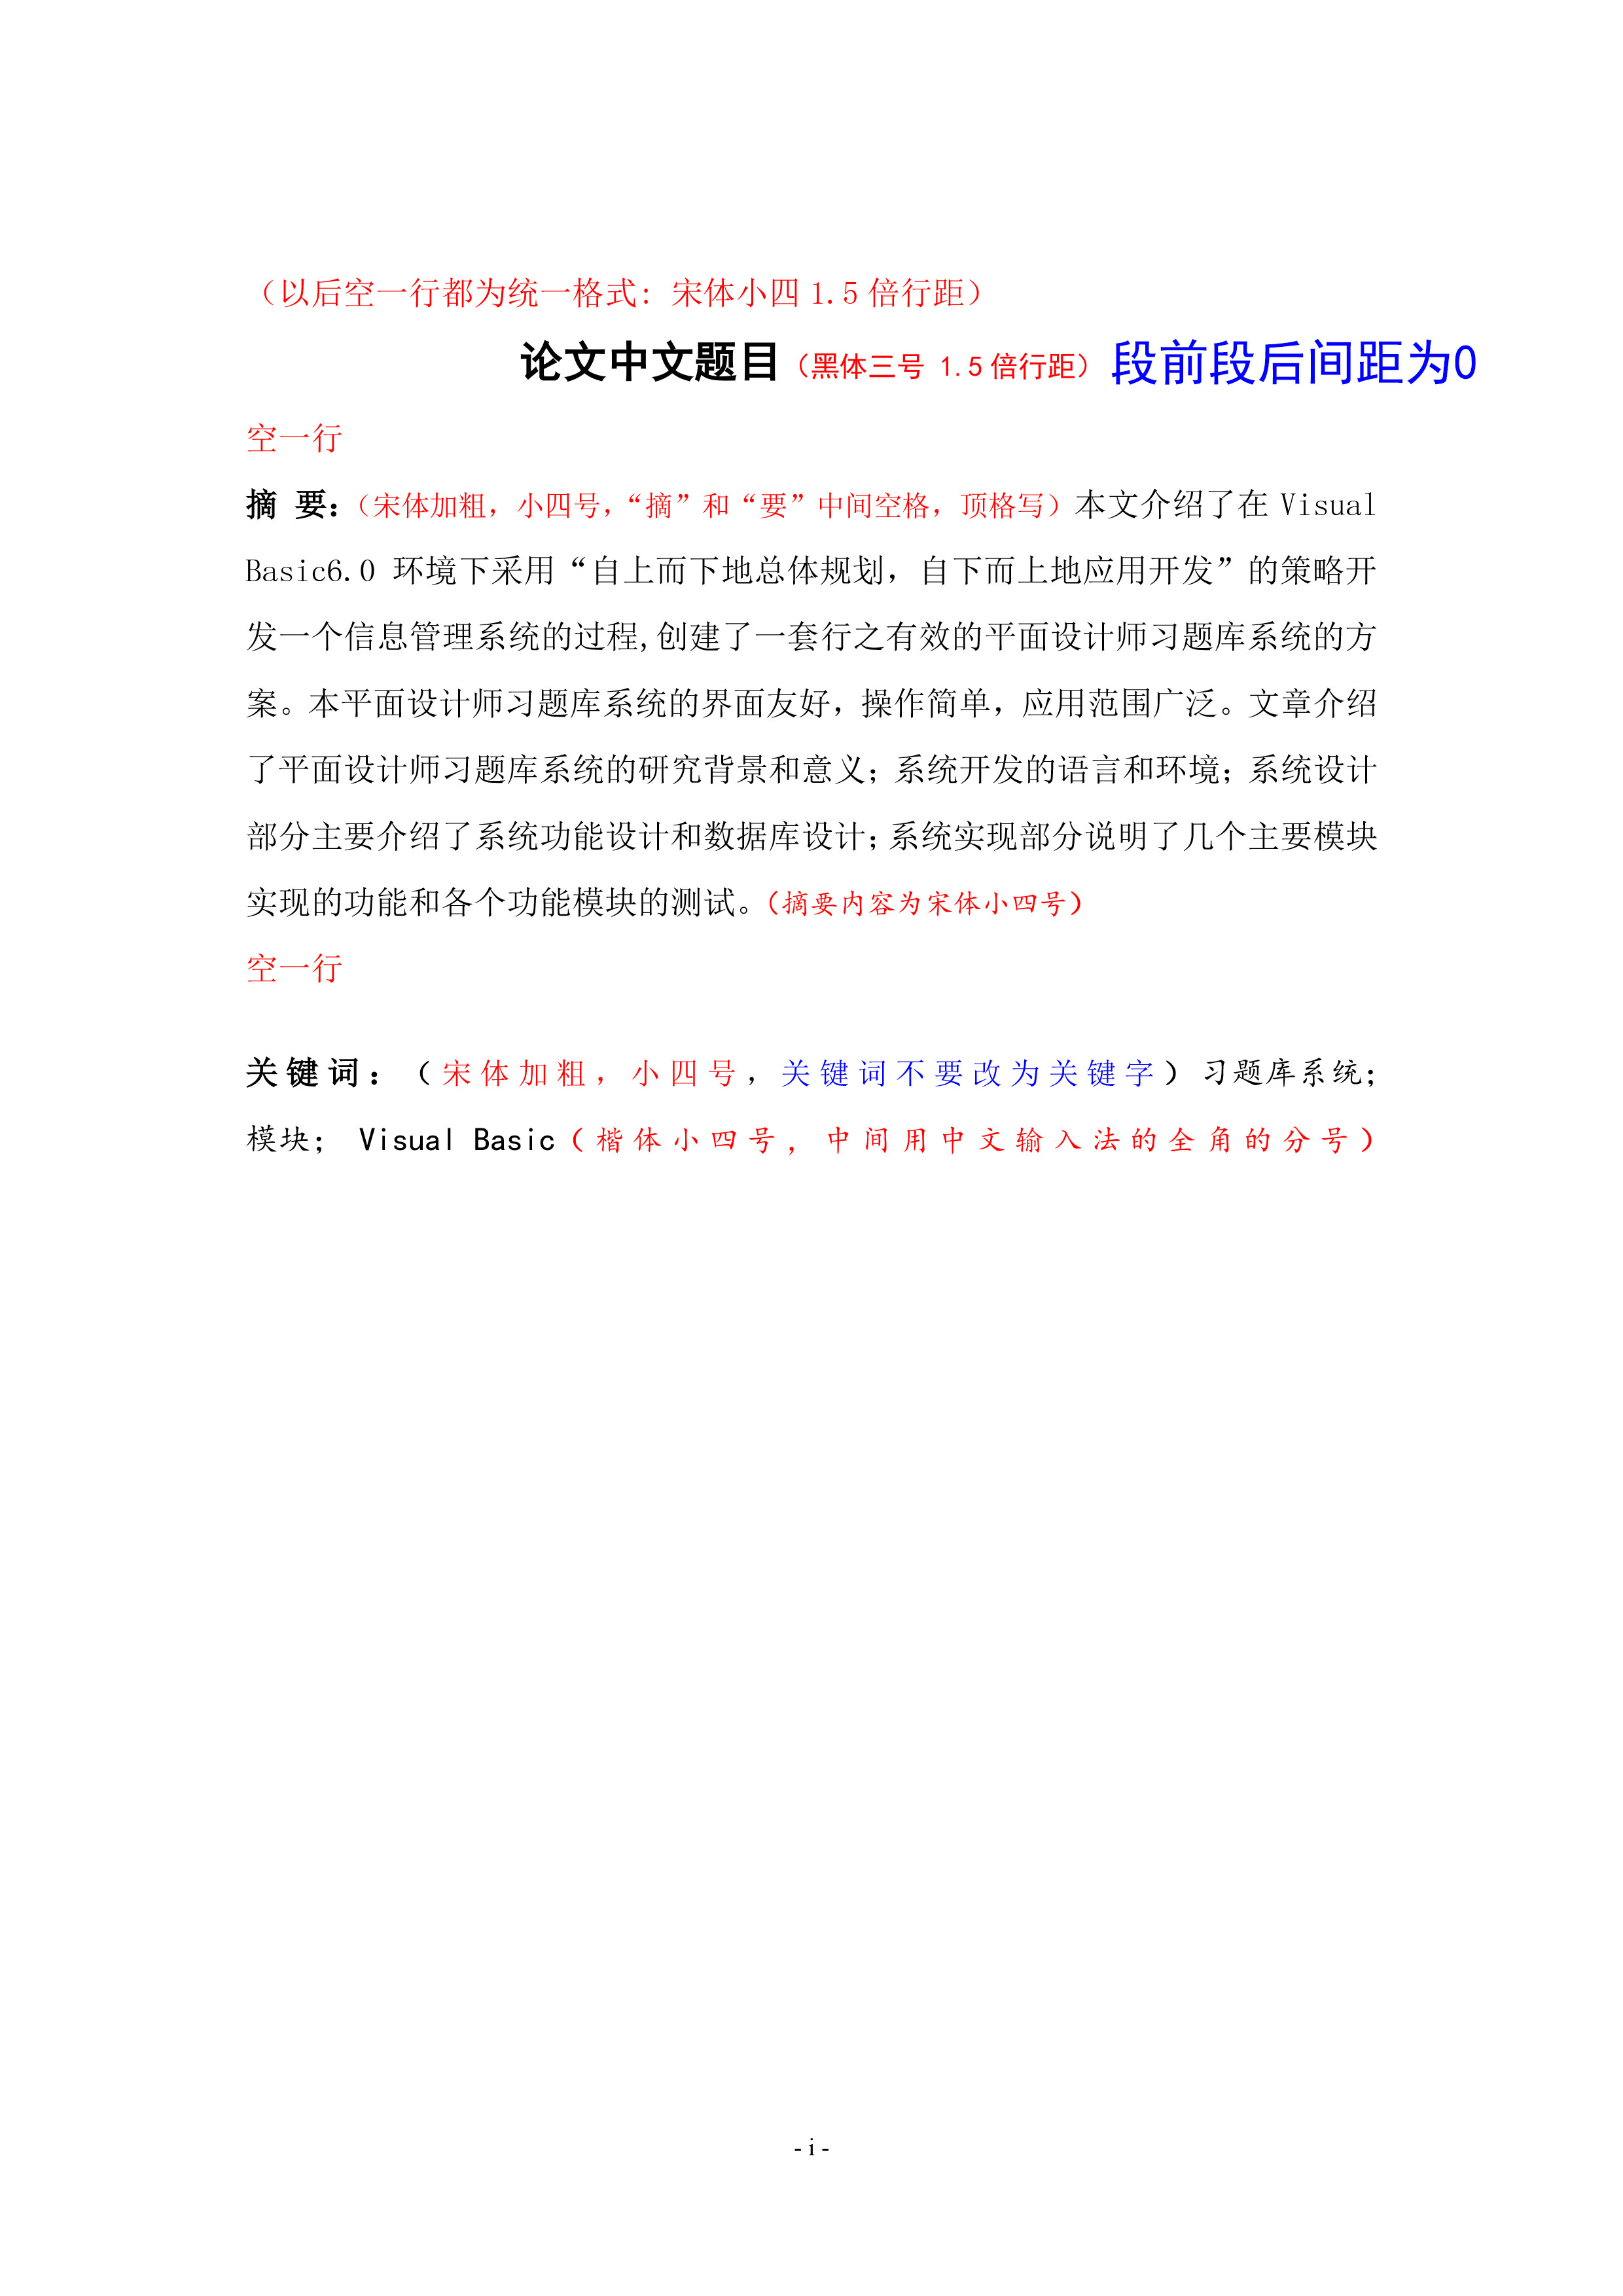 （以后空一行都为统一格式：宋体小四 1.5 倍行距）
论文中文题目（黑体三号 1.5 倍行距）段前段后间距为0
空一行
摘 要：（宋体加粗，小四号，“摘”和“要”中间空格，顶格写）本文介绍了在 Visual
Basic6.0 环境下采用“自上而下地总体规划，自下而上地应用开发”的策略开
发一个信息管理系统的过程,创建了一套行之有效的平面设计师习题库系统的方
案。本平面设计师习题库系统的界面友好，操作简单，应用范围广泛。文章介绍
了平面设计师习题库系统的研究背景和意义；系统开发的语言和环境；系统设计
部分主要介绍了系统功能设计和数据库设计；系统实现部分说明了几个主要模块
实现的功能和各个功能模块的测试。（摘要内容为宋体小四号）
空一行
关键词：（宋体加粗，小四号，关键词不要改为关键字）习题库系统；
模块； Visual Basic（楷体小四号，中间用中文输入法的全角的分号）
- i -